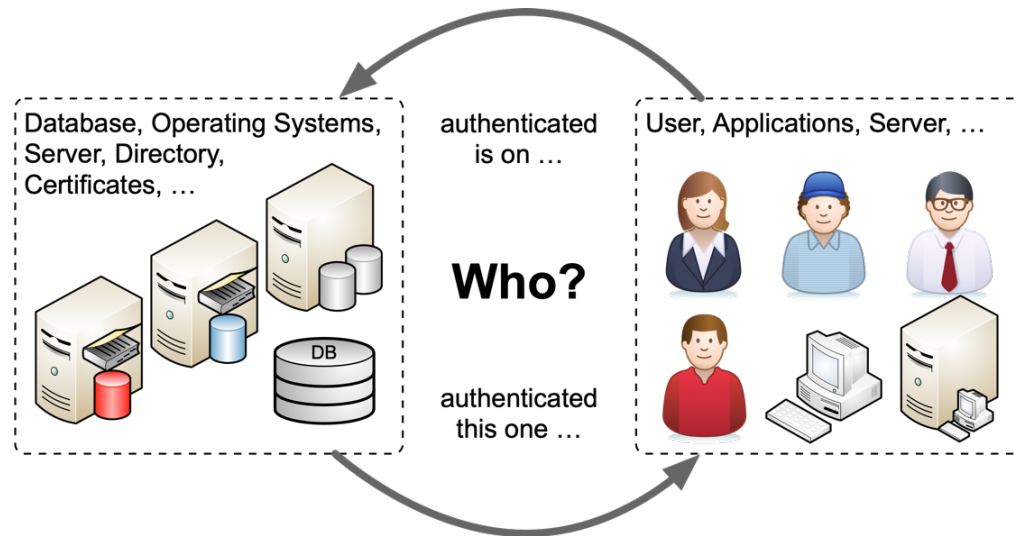 Database, Operating Systems,
Server, Directory,
Certificates, …
DB
authenticated
is on …
Who?
authenticated
this one …
User, Applications, Server, …